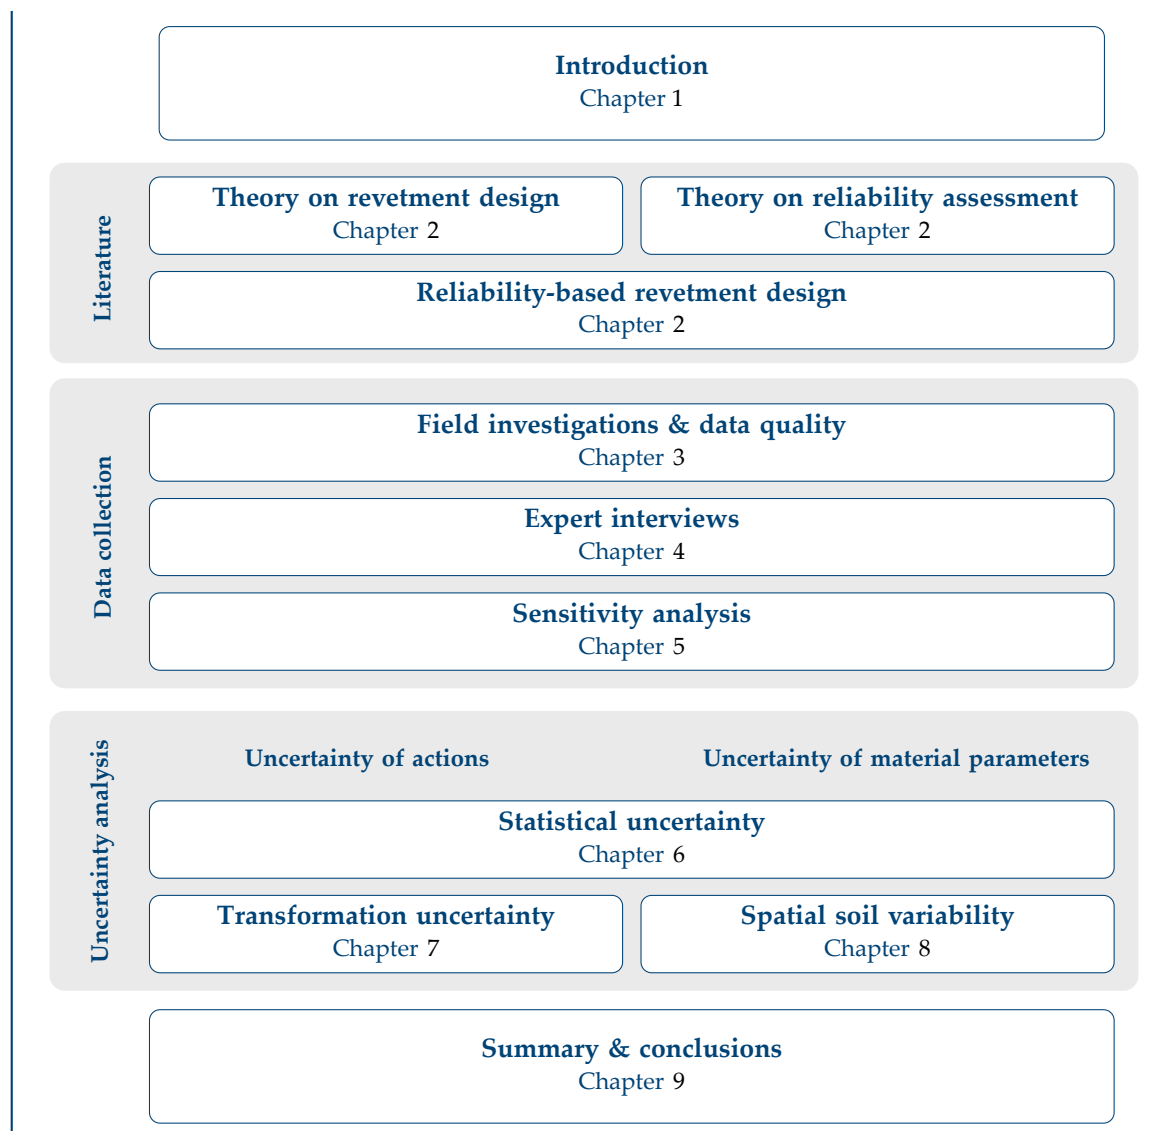 Introduction
Chapter 1
Literature
Theory on revetment design
Chapter 2
Theory on reliability assessment
Chapter 2
Reliability-based revetment design
Chapter 2
Data collection
Field investigations & data quality
Chapter 3
Expert interviews
Chapter 4
Sensitivity analysis
Chapter 5
Uncertainty analysis
Uncertainty of actions
Uncertainty of material parameters
Statistical uncertainty
Chapter 6
Transformation uncertainty
Chapter 7
Spatial soil variability
Chapter 8
Summary & conclusions
Chapter 9